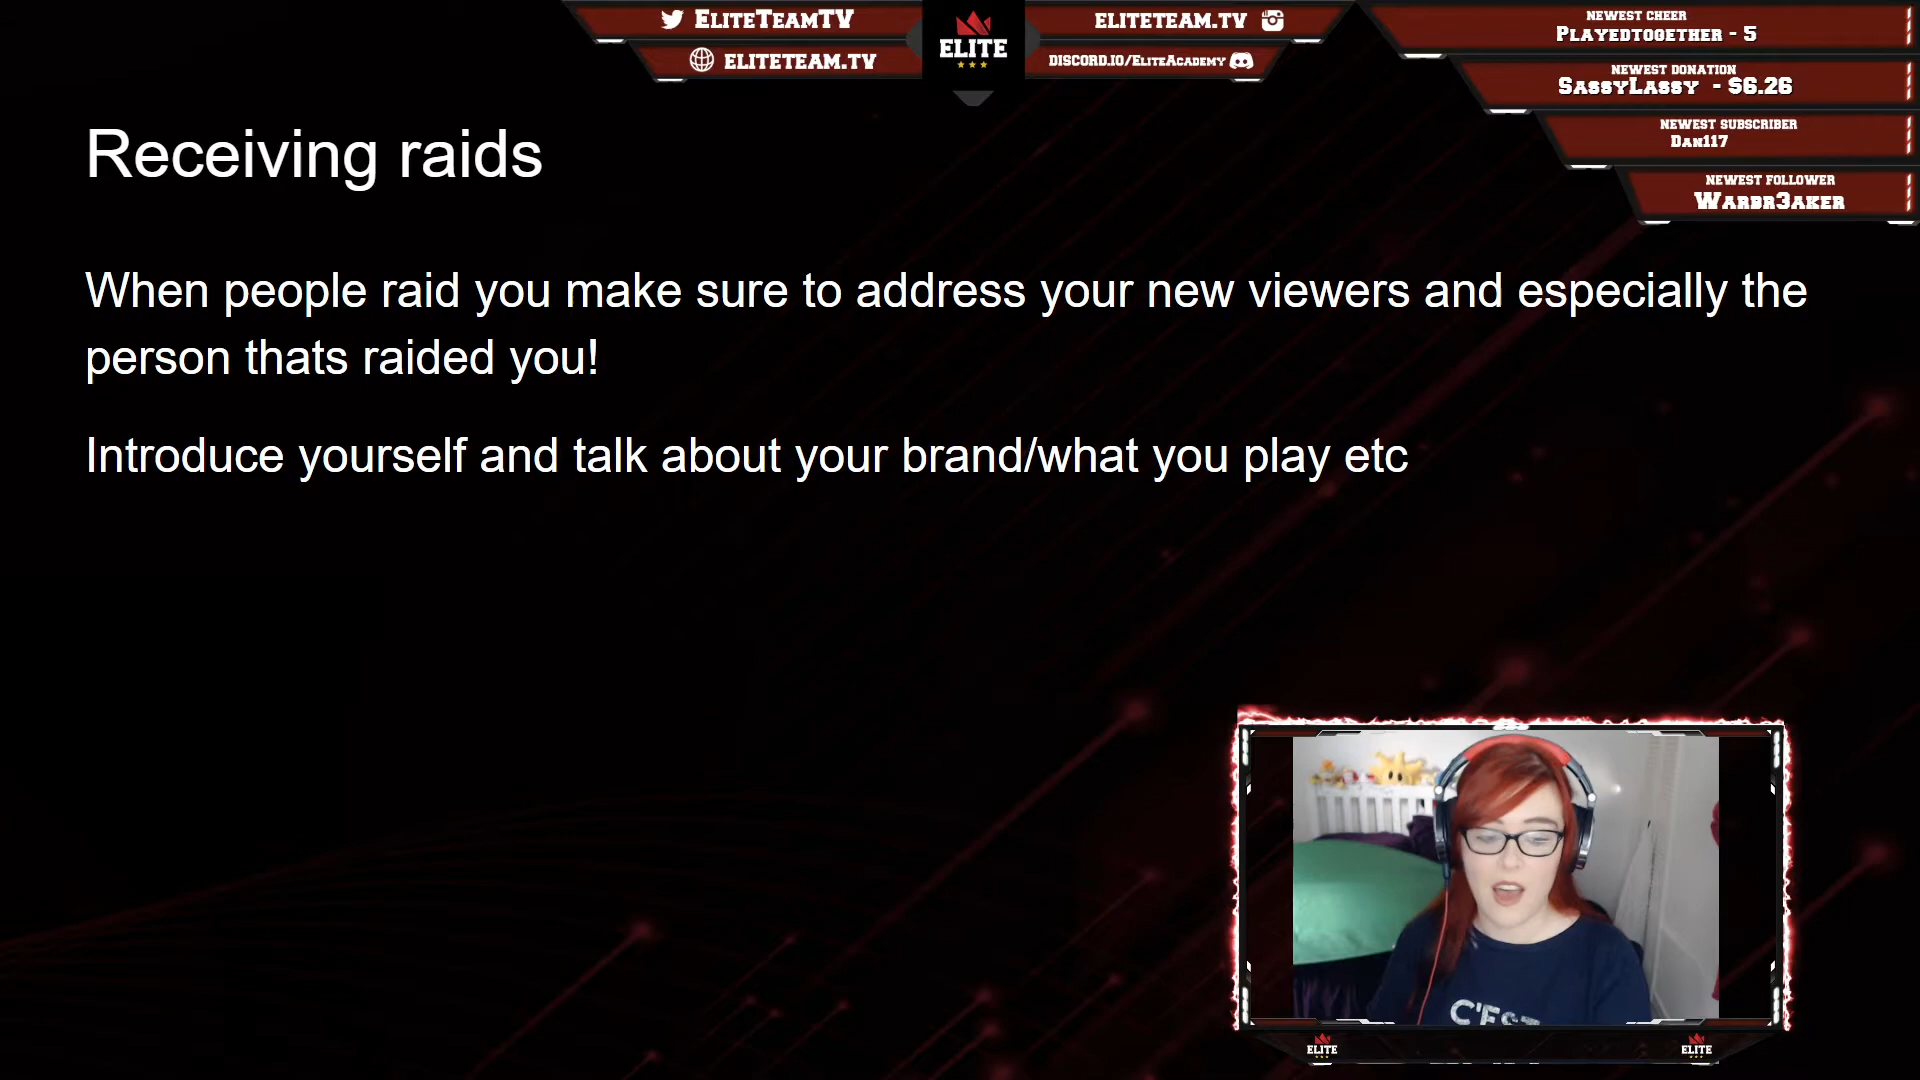 EliteTeamTV
eliteteam.tv
ELITE
eliteteam.tv
discord.io/EliteAcademy
Newest Cheer
Playedtogether - 5
Newest Donation
SassyLassy - $6.26
Newest Subscriber
Dan117
Newest Follower
Warbr3aker
Receiving raids
When people raid you make sure to address your new viewers and especially the
person thats raided you!
Introduce yourself and talk about your brand/what you play etc
C'EST
ELITE
ELITE